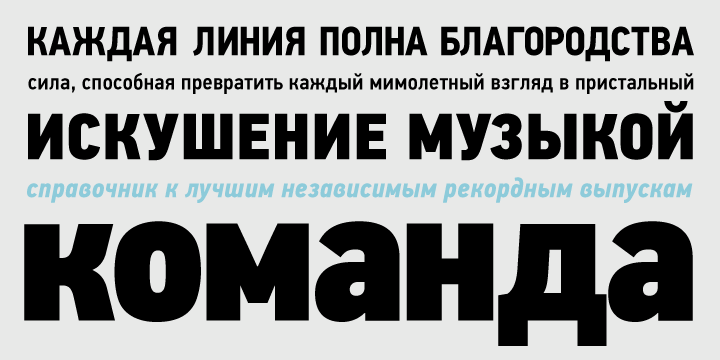 КАЖДАЯ ЛИНИЯ ПОЛНА БЛАГОРОДСТВА
сила, способная превратить каждый мимолетный взгляд в пристальный
ИСКУШЕНИЕ МУЗЫКОЙ
справочник к лучшим независимым рекордным выпускам
команда